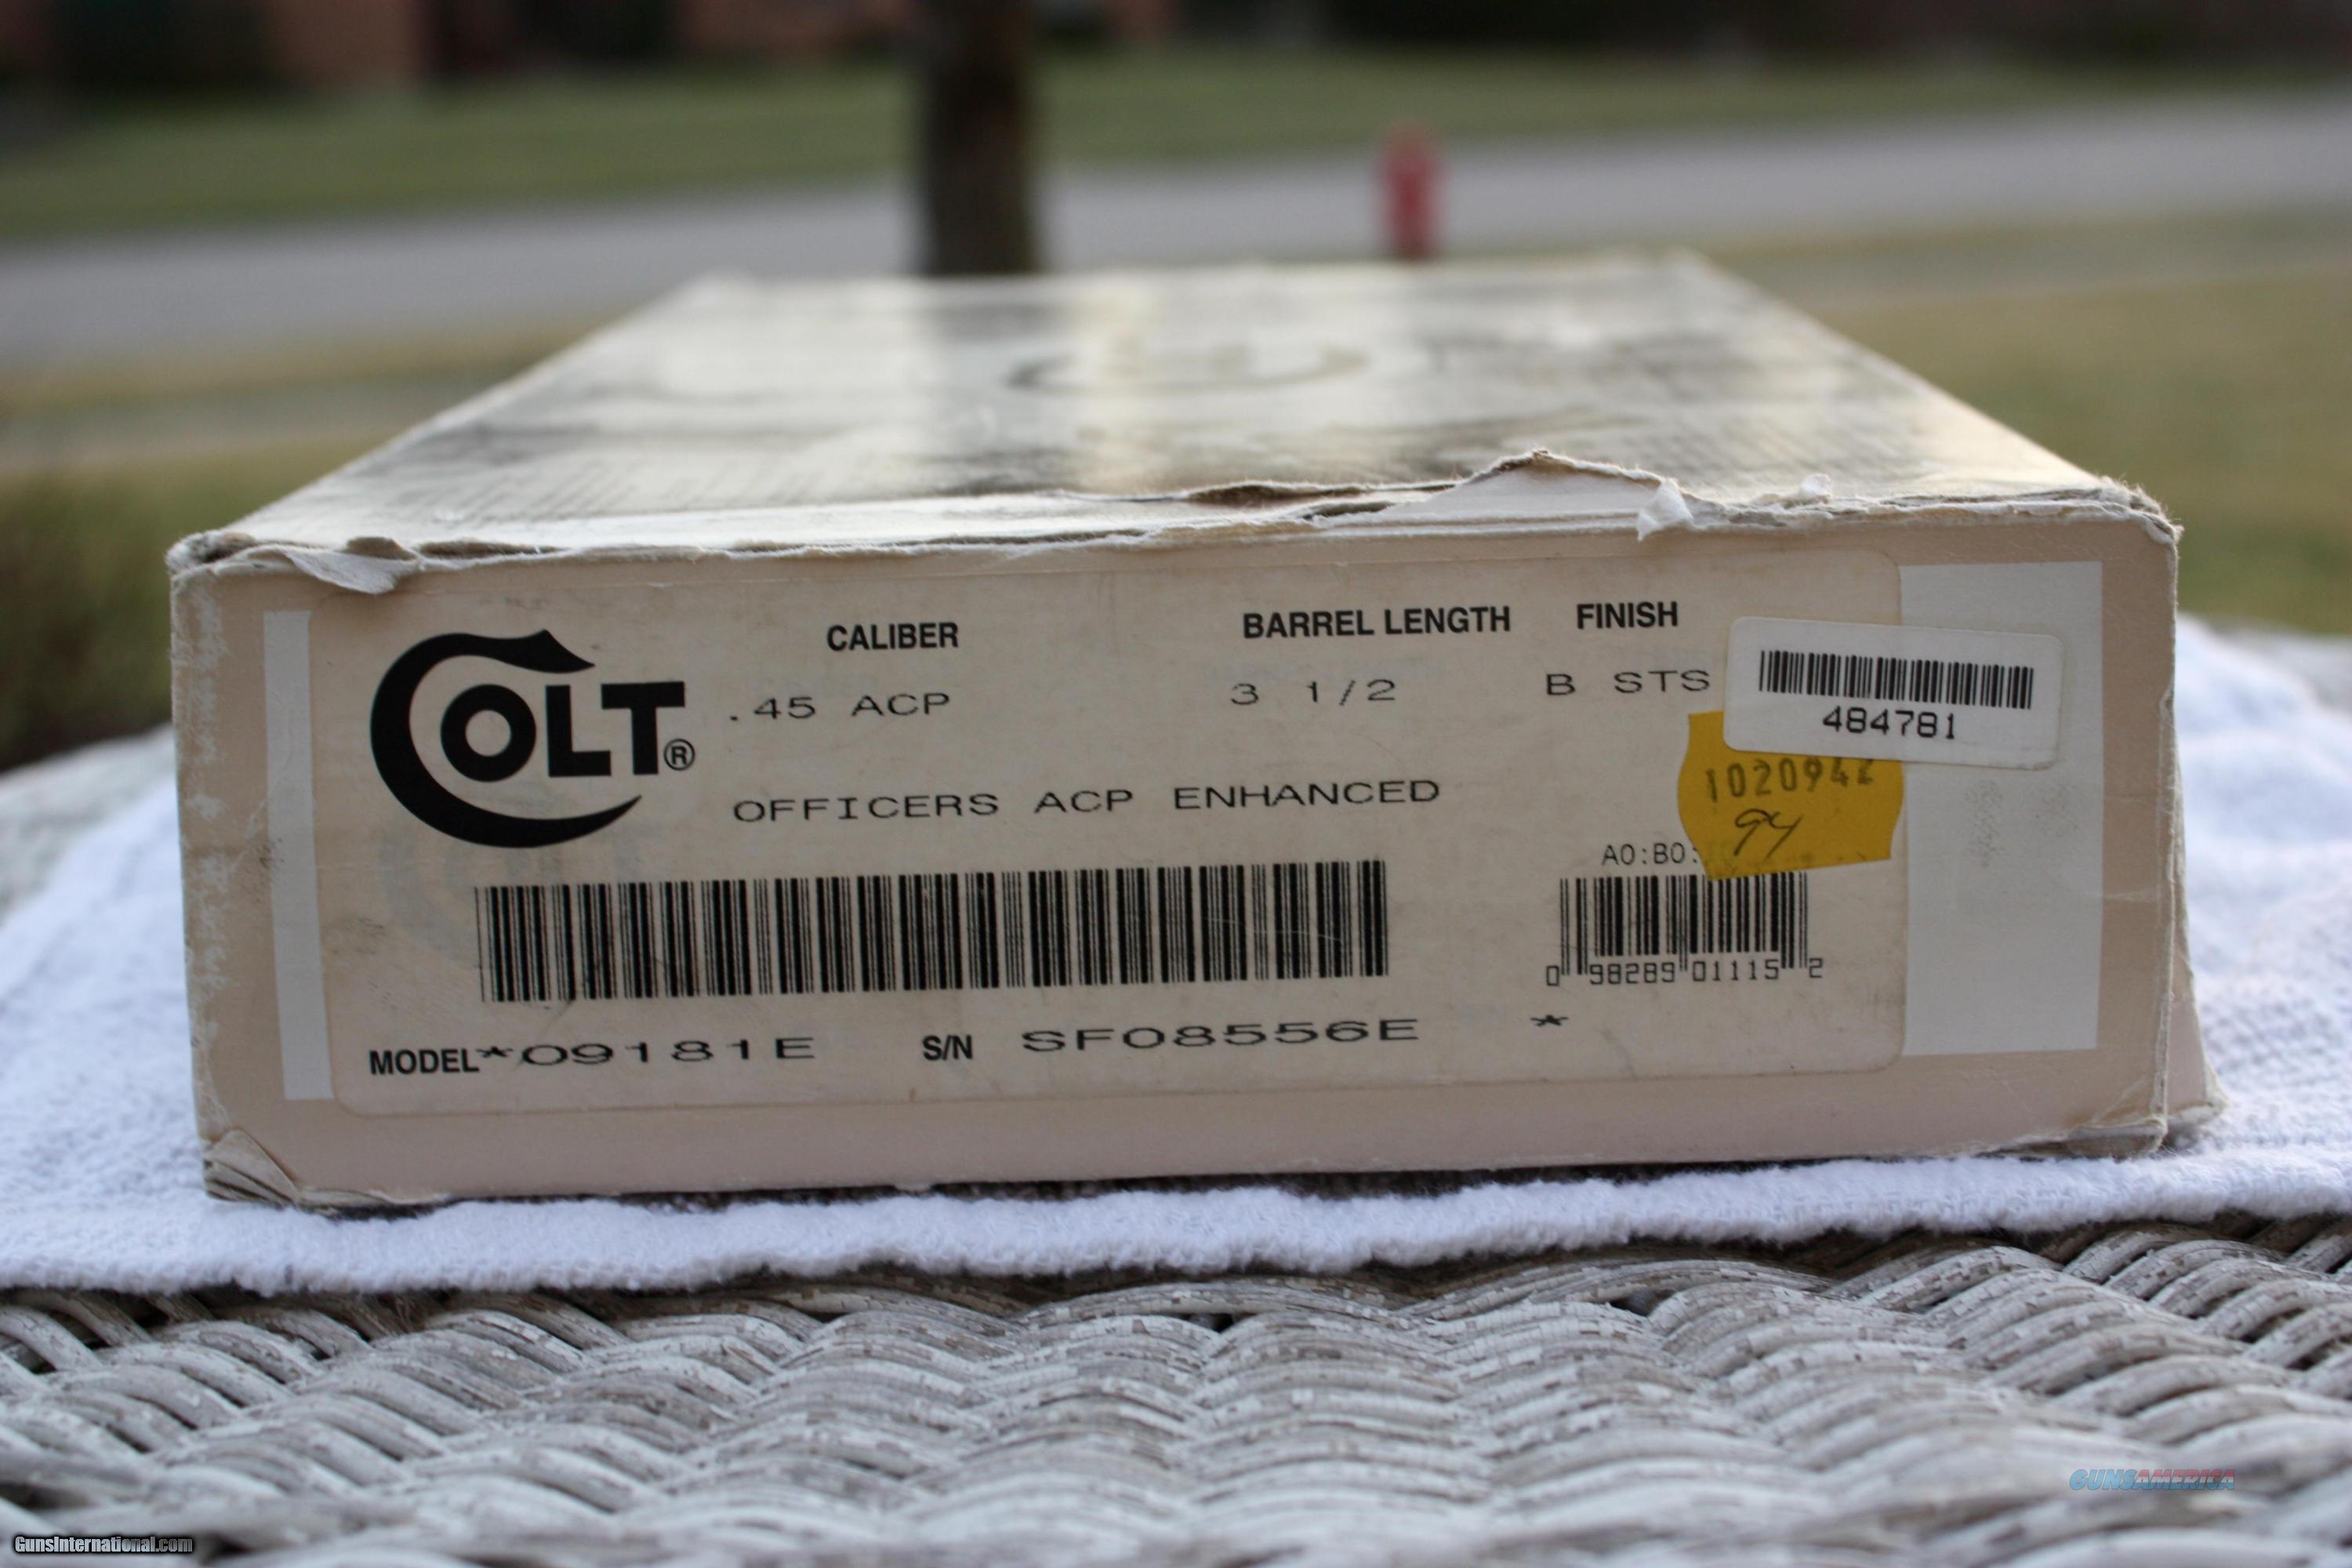 COLT®
CALIBER BARREL LENGTH FINISH
.45 ACP 3 1/2 B STS
484781
OFFICERS ACP ENHANCED
1020942
94
A0:B0:
0 98289 01115 2
MODEL *09181E S/N SF08556E *
GUNSAMERICA
GunsInternational.com